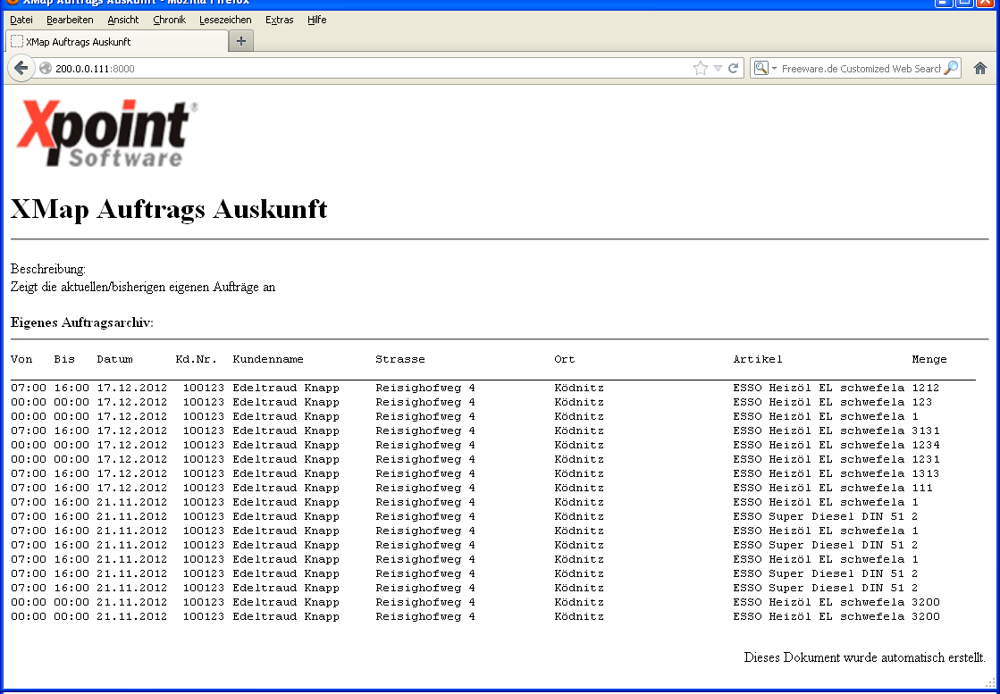 XMap Auftrags Auskunft - Mozilla Firefox
Datei Bearbeiten Ansicht Chronik Lesezeichen Extras Hilfe
XMap Auftrags Auskunft
200.0.0.111:8000 Freeware.de Customized Web Search
Xpoint®
Software
XMap Auftrags Auskunft
Beschreibung:
Zeigt die aktuellen/bisherigen eigenen Aufträge an
Eigenes Auftragsarchiv:
Von Bis Datum Kd.Nr. Kundenname Strasse Ort Artikel Menge
07:00 16:00 17.12.2012 100123 Edeltraud Knapp Reisighofweg 4 Ködnitz ESSO Heizöl EL schwefela 1212
00:00 00:00 17.12.2012 100123 Edeltraud Knapp Reisighofweg 4 Ködnitz ESSO Heizöl EL schwefela 123
00:00 00:00 17.12.2012 100123 Edeltraud Knapp Reisighofweg 4 Ködnitz ESSO Heizöl EL schwefela 1
07:00 16:00 17.12.2012 100123 Edeltraud Knapp Reisighofweg 4 Ködnitz ESSO Heizöl EL schwefela 3131
00:00 00:00 17.12.2012 100123 Edeltraud Knapp Reisighofweg 4 Ködnitz ESSO Heizöl EL schwefela 1234
00:00 00:00 17.12.2012 100123 Edeltraud Knapp Reisighofweg 4 Ködnitz ESSO Heizöl EL schwefela 1231
07:00 16:00 17.12.2012 100123 Edeltraud Knapp Reisighofweg 4 Ködnitz ESSO Heizöl EL schwefela 1313
07:00 16:00 17.12.2012 100123 Edeltraud Knapp Reisighofweg 4 Ködnitz ESSO Heizöl EL schwefela 111
07:00 16:00 21.11.2012 100123 Edeltraud Knapp Reisighofweg 4 Ködnitz ESSO Heizöl EL schwefela 1
07:00 16:00 21.11.2012 100123 Edeltraud Knapp Reisighofweg 4 Ködnitz ESSO Super Diesel DIN 51 2
07:00 16:00 21.11.2012 100123 Edeltraud Knapp Reisighofweg 4 Ködnitz ESSO Heizöl EL schwefela 1
07:00 16:00 21.11.2012 100123 Edeltraud Knapp Reisighofweg 4 Ködnitz ESSO Super Diesel DIN 51 2
07:00 16:00 21.11.2012 100123 Edeltraud Knapp Reisighofweg 4 Ködnitz ESSO Heizöl EL schwefela 1
07:00 16:00 21.11.2012 100123 Edeltraud Knapp Reisighofweg 4 Ködnitz ESSO Super Diesel DIN 51 2
07:00 16:00 21.11.2012 100123 Edeltraud Knapp Reisighofweg 4 Ködnitz ESSO Super Diesel DIN 51 2
00:00 00:00 21.11.2012 100123 Edeltraud Knapp Reisighofweg 4 Ködnitz ESSO Heizöl EL schwefela 3200
00:00 00:00 21.11.2012 100123 Edeltraud Knapp Reisighofweg 4 Ködnitz ESSO Heizöl EL schwefela 3200
Dieses Dokument wurde automatisch erstellt.